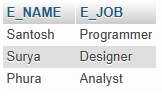 E_NAME E_JOB
Santosh Programmer
Surya Designer
Phura Analyst